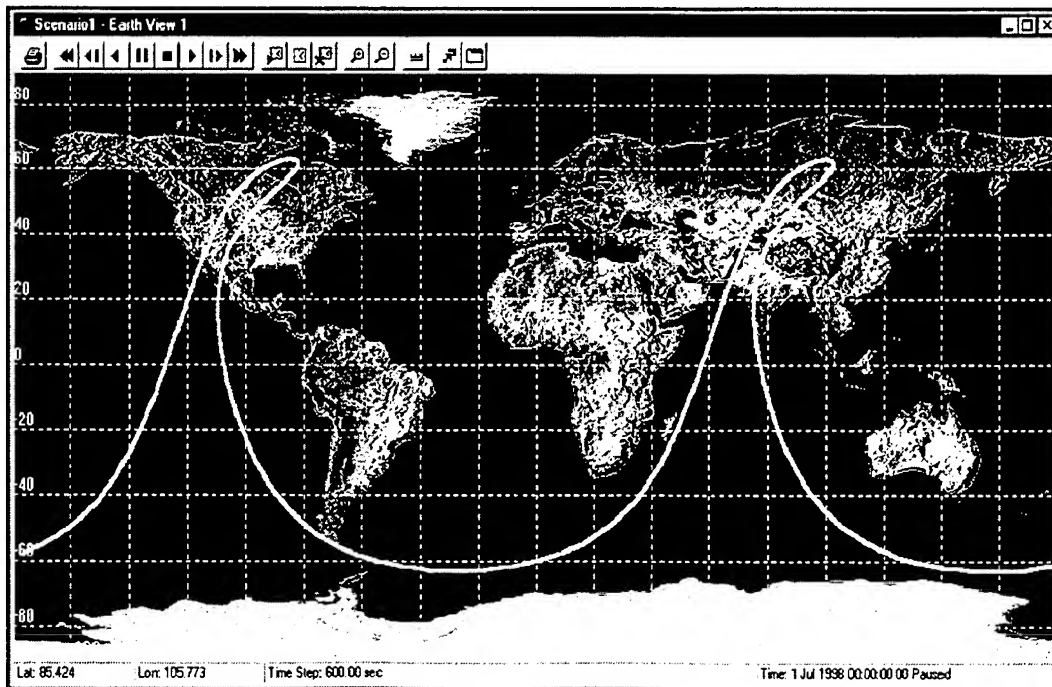 Scenario1 - Earth View 1
80
60
40
20
0
-20
-40
-60
-80
Lat: 85.424
Lon: 105.773
Time Step: 600.00 sec
Time: 1 Jul 1998 00:00:00.00 Paused